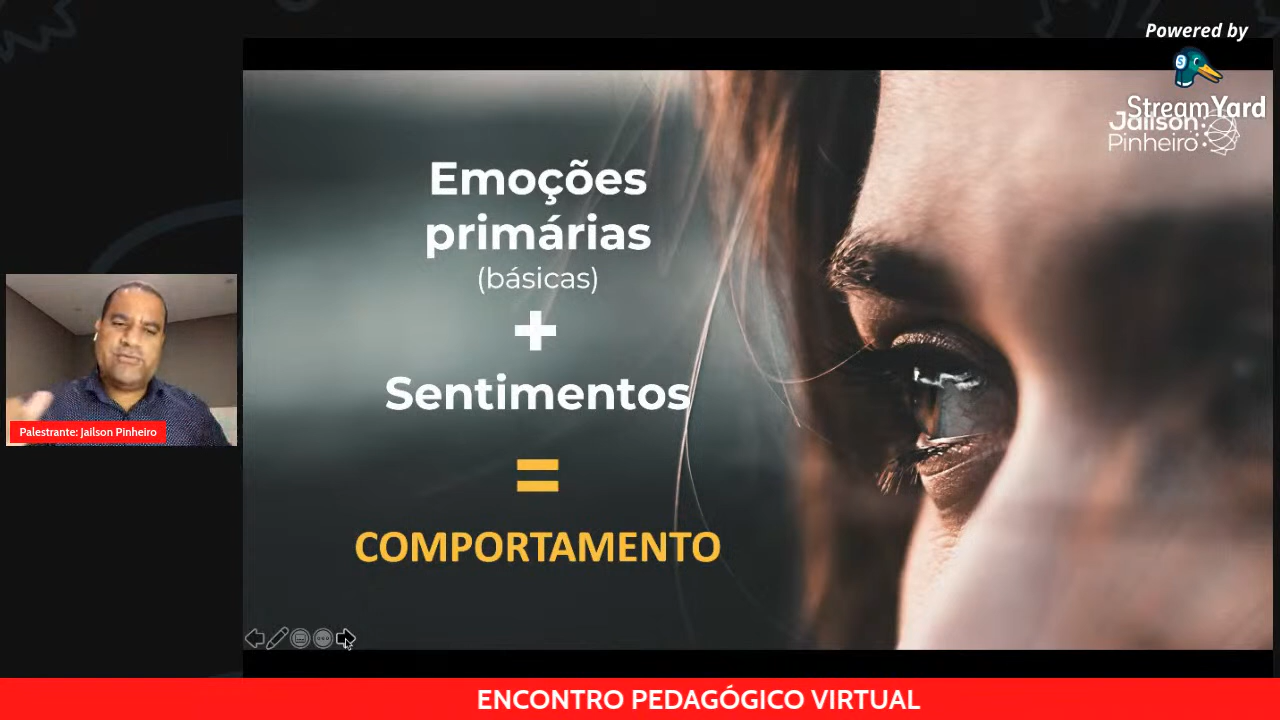 Powered by
StreamYard
Jailson
Pinheiro
Emoções
primárias
(básicas)
+
Sentimentos
=
COMPORTAMENTO
Palestrante: Jailson Pinheiro
ENCONTRO PEDAGÓGICO VIRTUAL